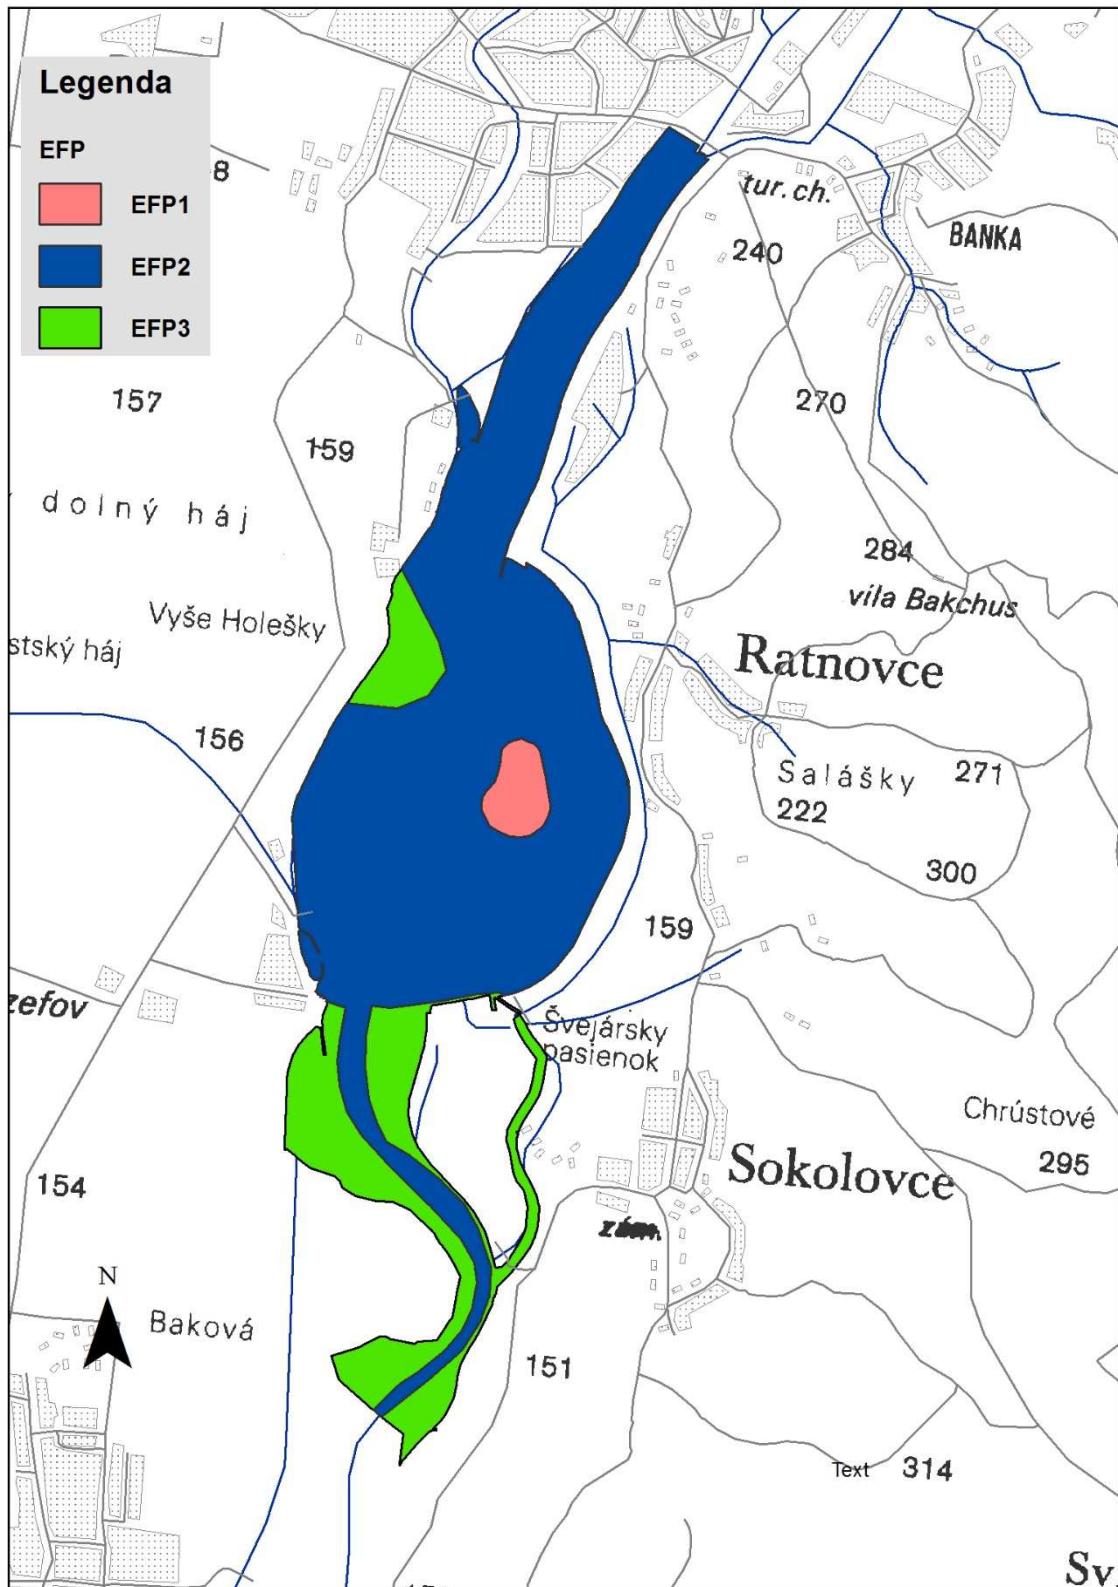 Legenda
EFP
EFP1
EFP2
EFP3
8
tur. ch.
240
BANKA
157
270
159
dolný háj
284
víla Bakchus
Vyše Holešky
stský háj
Ratnovce
156
Salášky
271
222
300
159
zefov
Švejársky
pasienok
Chrústové
295
Sokolovce
154
zám.
N
Baková
151
Text
314
Sv